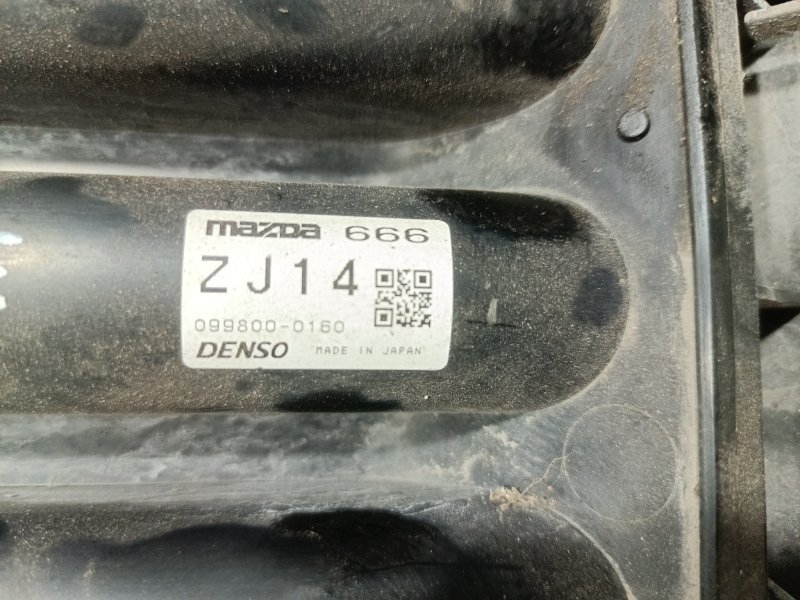 mazda 666
ZJ14
099800-0160
DENSO MADE IN JAPAN